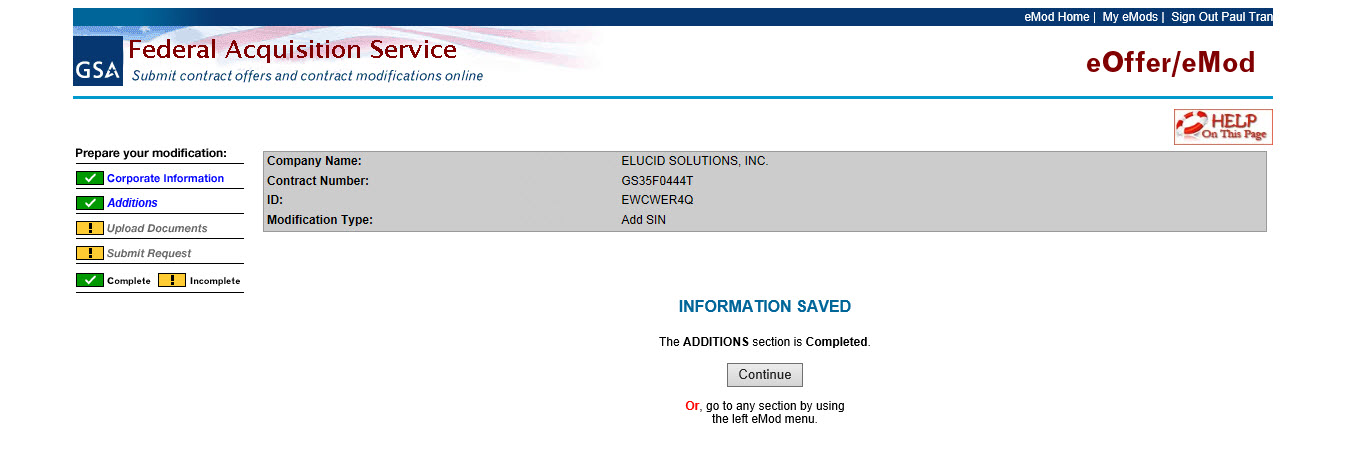 eMod Home | My eMods | Sign Out Paul Tran
GSA
Federal Acquisition Service
Submit contract offers and contract modifications online
eOffer/eMod
HELP
On This Page
Prepare your modification:
Corporate Information
Additions
Upload Documents
Submit Request
Complete Incomplete
Company Name: ELUCID SOLUTIONS, INC.
Contract Number: GS35F0444T
ID: EWCWER4Q
Modification Type: Add SIN
INFORMATION SAVED
The ADDITIONS section is Completed.
Continue
Or, go to any section by using
the left eMod menu.